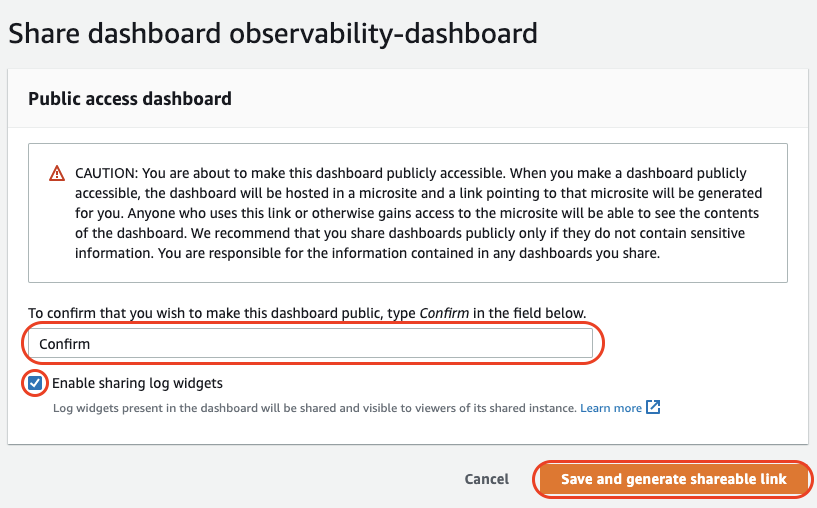 Share dashboard observability-dashboard
Public access dashboard
CAUTION: You are about to make this dashboard publicly accessible. When you make a dashboard publicly
accessible, the dashboard will be hosted in a microsite and a link pointing to that microsite will be generated
for you. Anyone who uses this link or otherwise gains access to the microsite will be able to see the contents
of the dashboard. We recommend that you share dashboards publicly only if they do not contain sensitive
information. You are responsible for the information contained in any dashboards you share.
To confirm that you wish to make this dashboard public, type Confirm in the field below.
Confirm
Enable sharing log widgets
Log widgets present in the dashboard will be shared and visible to viewers of its shared instance. Learn more
Cancel Save and generate shareable link